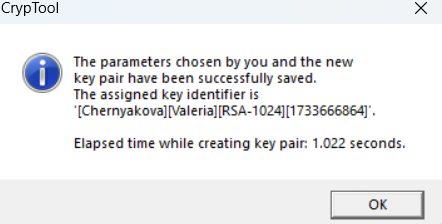 CrypTool
The parameters chosen by you and the new
key pair have been successfully saved.
The assigned key identifier is
'[Chernyakova][Valeria][RSA-1024][1733666864]'.
Elapsed time while creating key pair: 1.022 seconds.
OK